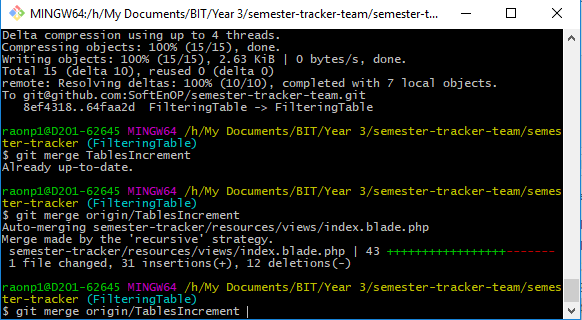 MINGW64:/h/My Documents/BIT/Year 3/semester-tracker-team/semester-t...
Delta compression using up to 4 threads.
Compressing objects: 100% (15/15), done.
Writing objects: 100% (15/15), 2.63 KiB | 0 bytes/s, done.
Total 15 (delta 10), reused 0 (delta 0)
remote: Resolving deltas: 100% (10/10), completed with 7 local objects.
To git@github.com:SoftEnOP/semester-tracker-team.git
   8ef4318..64faa2d  FilteringTable -> FilteringTable
raonp1@D201-62645 MINGW64 /h/My Documents/BIT/Year 3/semester-tracker-team/semes
ter-tracker (FilteringTable)
$ git merge TablesIncrement
Already up-to-date.
raonp1@D201-62645 MINGW64 /h/My Documents/BIT/Year 3/semester-tracker-team/semes
ter-tracker (FilteringTable)
$ git merge origin/TablesIncrement
Auto-merging semester-tracker/resources/views/index.blade.php
Merge made by the 'recursive' strategy.
 semester-tracker/resources/views/index.blade.php | 43 +++++++++++++++++-------
 1 file changed, 31 insertions(+), 12 deletions(-)
raonp1@D201-62645 MINGW64 /h/My Documents/BIT/Year 3/semester-tracker-team/semes
ter-tracker (FilteringTable)
$ git merge origin/TablesIncrement